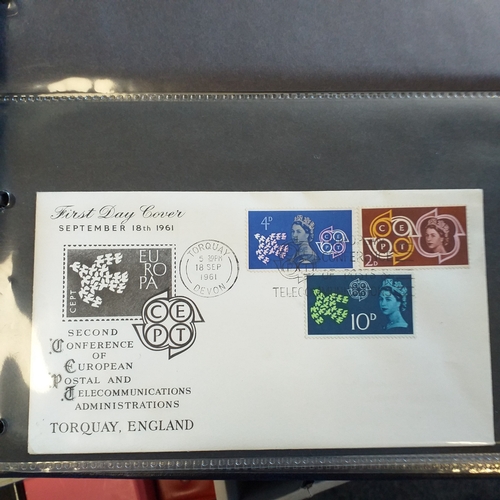 First Day Cover
SEPTEMBER 18th 1961
EUROPA
CEPT
CEPT
SECOND
CONFERENCE
OF
EUROPEAN
POSTAL AND
TELECOMMUNICATIONS
ADMINISTRATIONS
TORQUAY, ENGLAND
TORQUAY
18 SEP
1961
DEVON
4D
CEPT
2D
10D